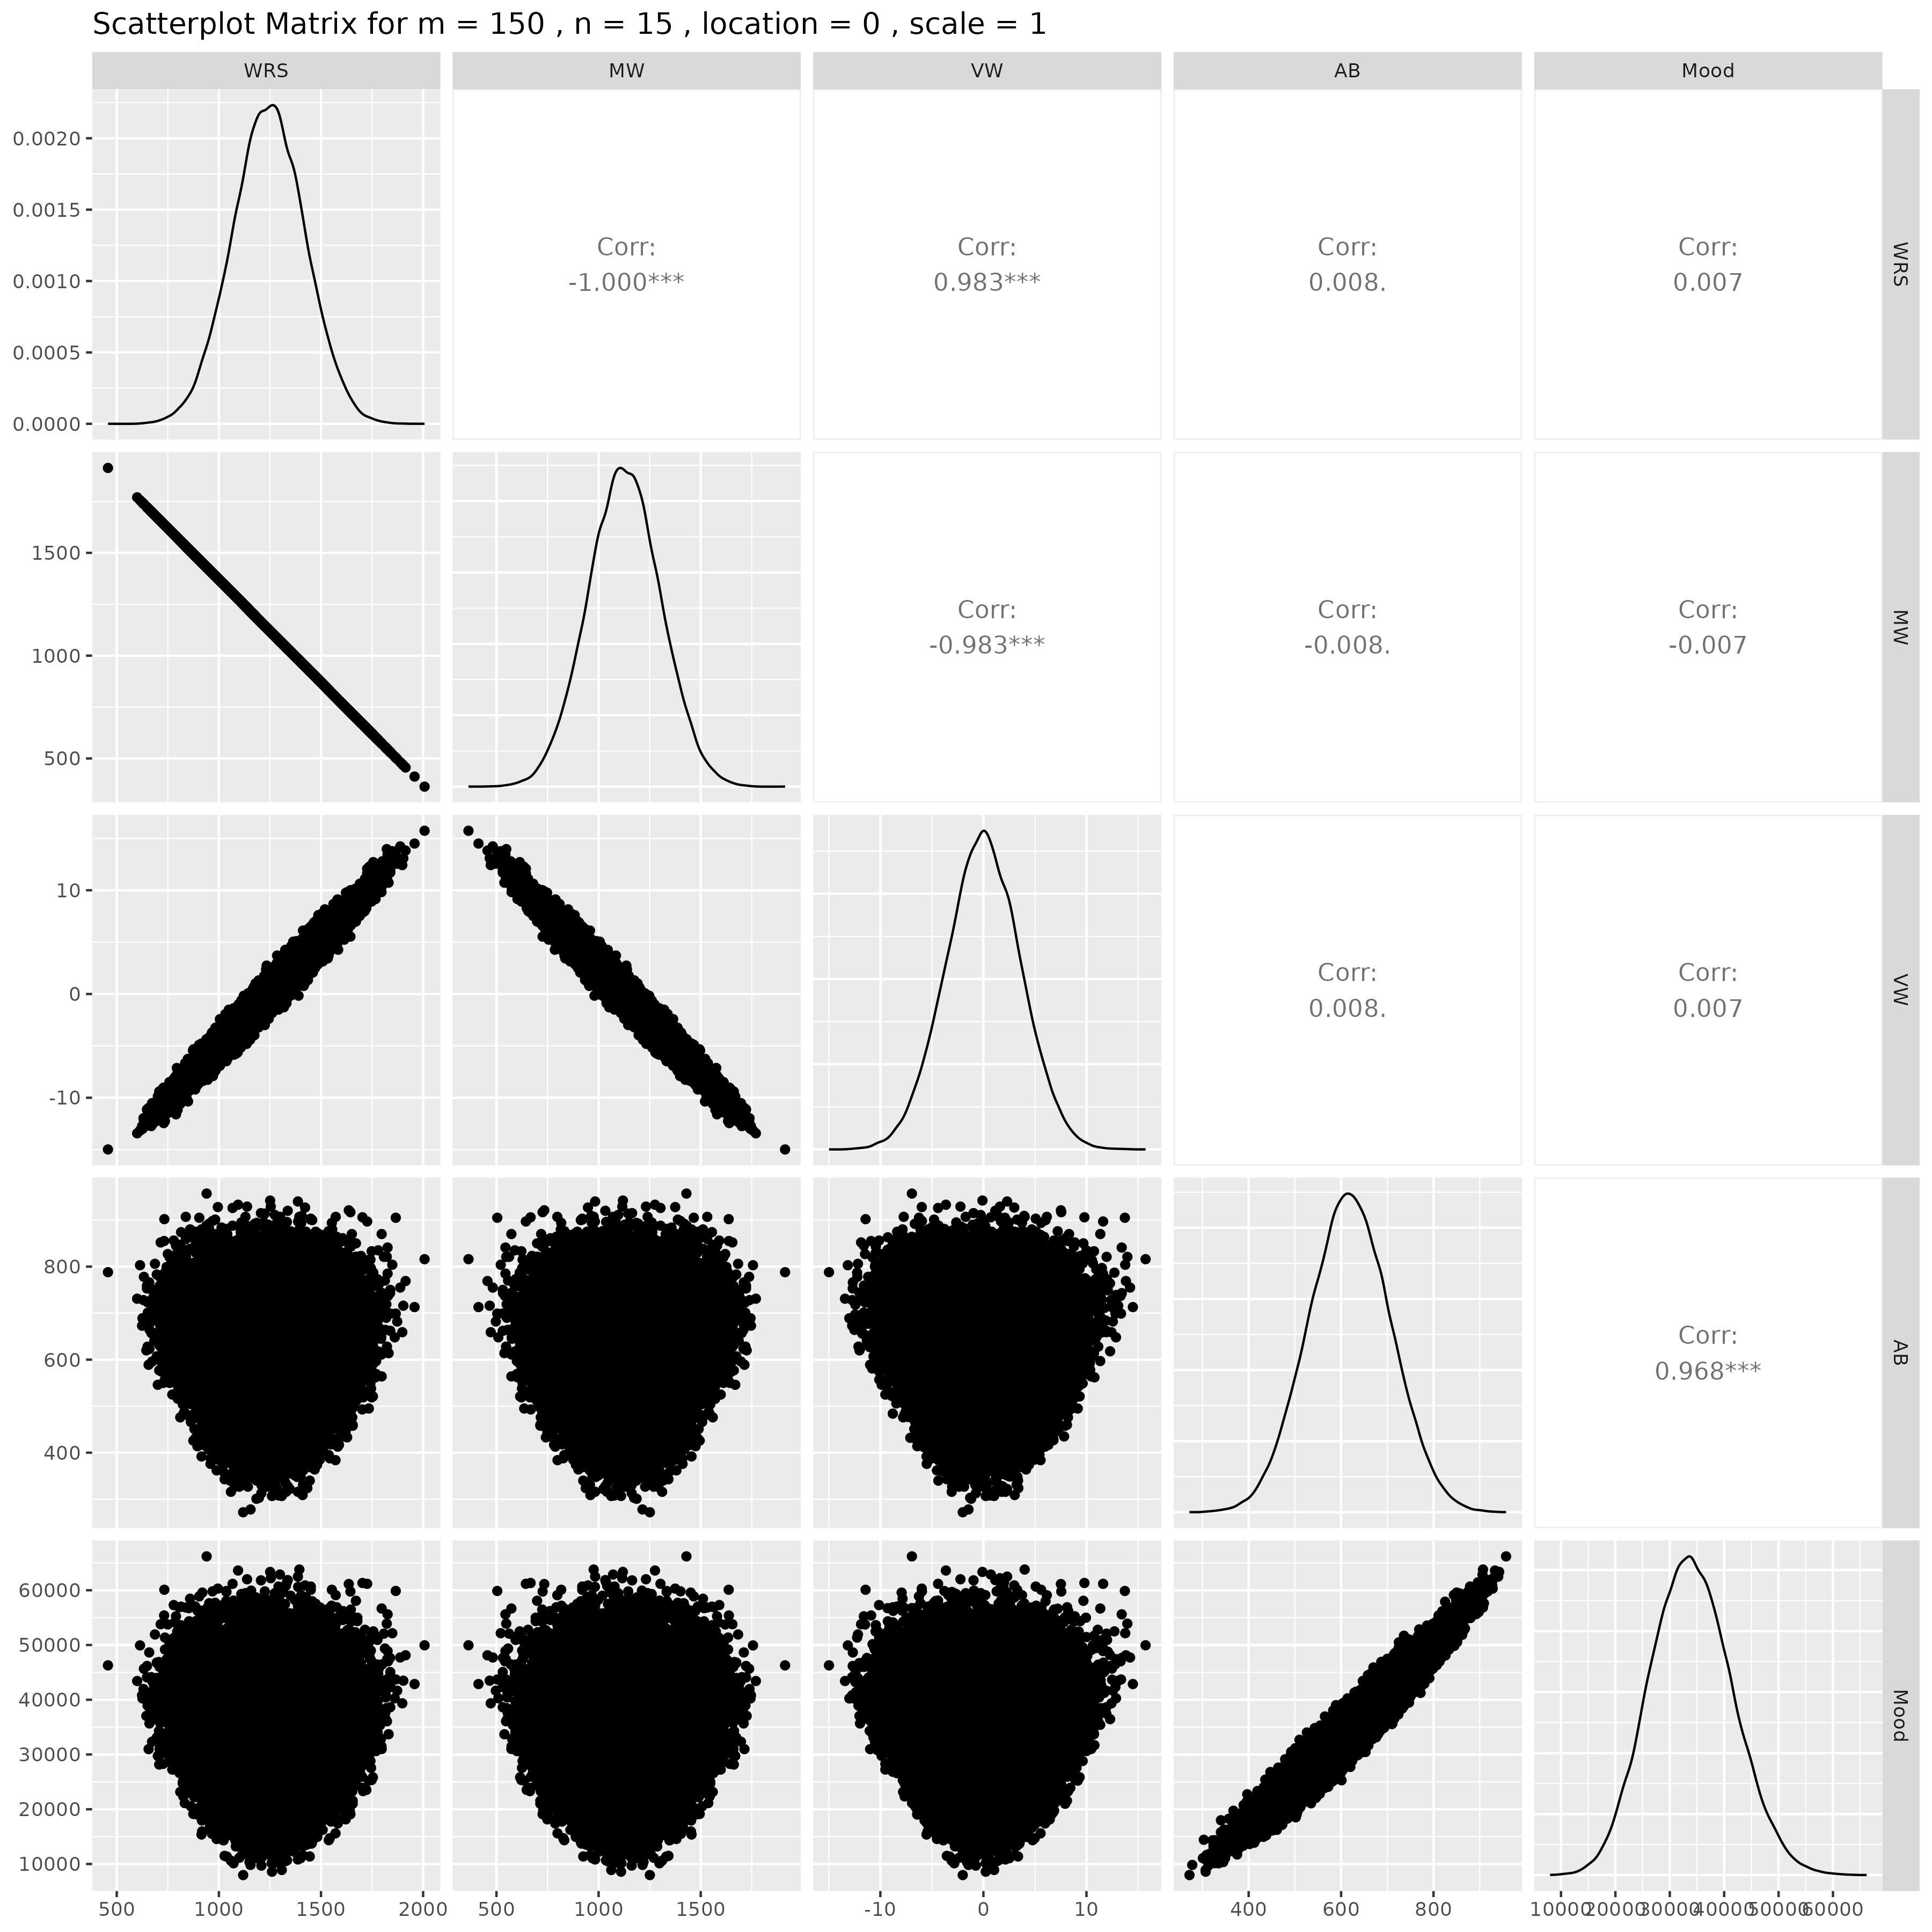 Scatterplot Matrix for m = 150 , n = 15 , location = 0 , scale = 1
WRS MW VW AB Mood
0.0020
0.0015
0.0010
0.0005
0.0000
Corr:
-1.000***
Corr:
0.983***
Corr:
0.008.
Corr:
0.007
WRS
1500
1000
500
Corr:
-0.983***
Corr:
-0.008.
Corr:
-0.007
MW
10
0
-10
Corr:
0.008.
Corr:
0.007
VW
800
600
400
Corr:
0.968***
AB
60000
50000
40000
30000
20000
10000
Mood
500 1000 1500 2000
500 1000 1500
-10 0 10
400 600 800
10000 20000 30000 40000 50000 60000